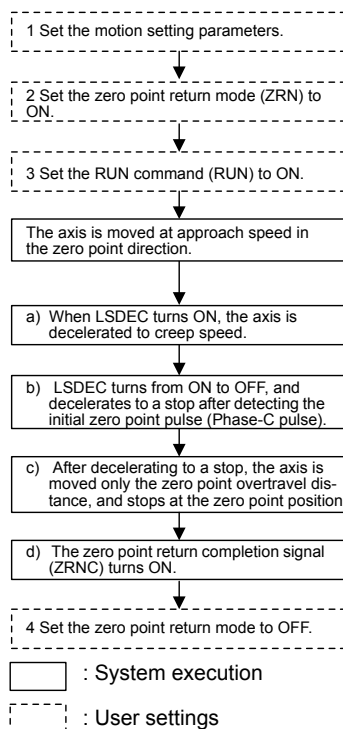 1 Set the motion setting parameters.
2 Set the zero point return mode (ZRN) to
ON.
3 Set the RUN command (RUN) to ON.
The axis is moved at approach speed in
the zero point direction.
a) When LSDEC turns ON, the axis is
decelerated to creep speed.
b) LSDEC turns from ON to OFF, and
decelerates to a stop after detecting the
initial zero point pulse (Phase-C pulse).
c) After decelerating to a stop, the axis is
moved only the zero point overtravel dis-
tance, and stops at the zero point position.
d) The zero point return completion signal
(ZRNC) turns ON.
4 Set the zero point return mode to OFF.
: System execution
: User settings